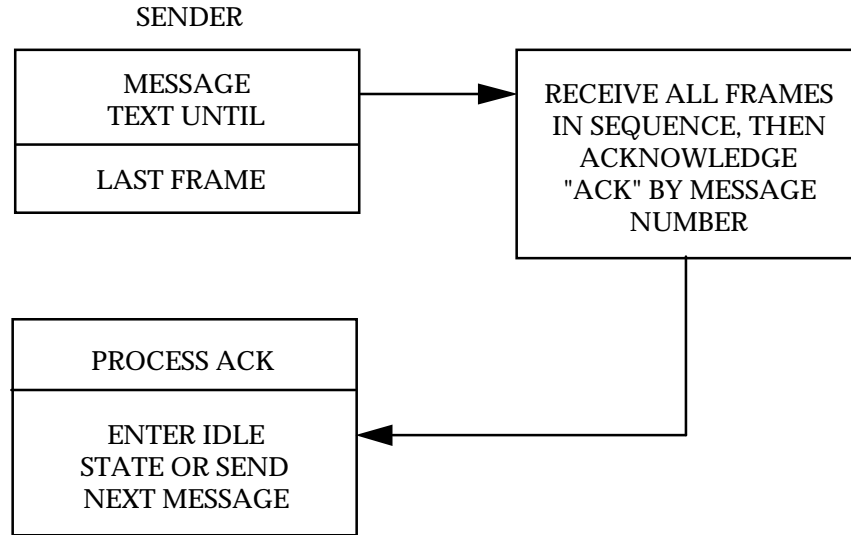 SENDER
MESSAGE
TEXT UNTIL
LAST FRAME
RECEIVE ALL FRAMES
IN SEQUENCE, THEN
ACKNOWLEDGE
"ACK" BY MESSAGE
NUMBER
PROCESS ACK
ENTER IDLE
STATE OR SEND
NEXT MESSAGE